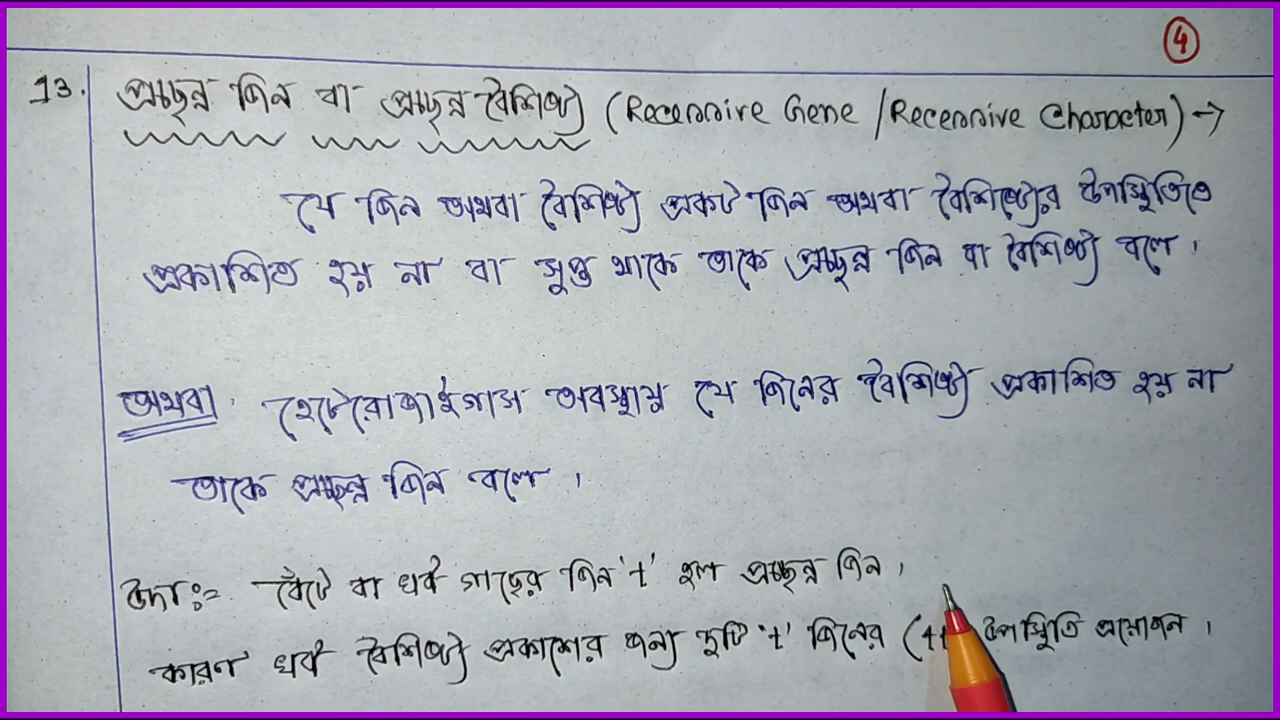 4
13. প্রচ্ছন্ন জিন বা প্রচ্ছন্ন বৈশিষ্ট্য (Recessive Gene /Recessive Character) →
যে জিন অথবা বৈশিষ্ট্য প্রকট জিন অথবা বৈশিষ্ট্যের উপস্থিতিতে
প্রকাশিত হয় না বা সুপ্ত থাকে তাকে প্রচ্ছন্ন জিন বা বৈশিষ্ট্য বলে।
অথবা, হেটেরোজাইগাস অবস্থায় যে জিনের বৈশিষ্ট্য প্রকাশিত হয় না
তাকে প্রচ্ছন্ন জিন বলে।
উদাঃ= বেঁটে বা খর্ব গাছের জিন 't' হল প্রচ্ছন্ন জিন।
কারণ খর্ব বৈশিষ্ট্য প্রকাশের জন্য দুটি 't' জিনের (tt উপস্থিতি প্রয়োজন।